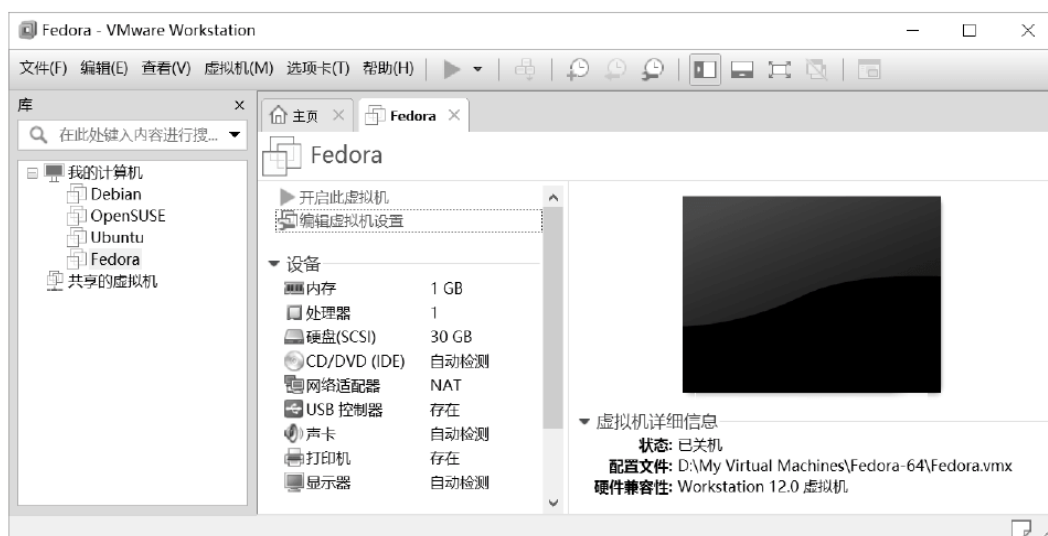 Fedora - VMware Workstation
文件(F) 编辑(E) 查看(V) 虚拟机(M) 选项卡(T) 帮助(H)
库
在此处键入内容进行搜...
我的计算机
Debian
OpenSUSE
Ubuntu
Fedora
共享的虚拟机
主页 Fedora
Fedora
开启此虚拟机
编辑虚拟机设置
设备
内存 1 GB
处理器 1
硬盘(SCSI) 30 GB
CD/DVD (IDE) 自动检测
网络适配器 NAT
USB 控制器 存在
声卡 自动检测
打印机 存在
显示器 自动检测
虚拟机详细信息
状态: 已关机
配置文件: D:\My Virtual Machines\Fedora-64\Fedora.vmx
硬件兼容性: Workstation 12.0 虚拟机